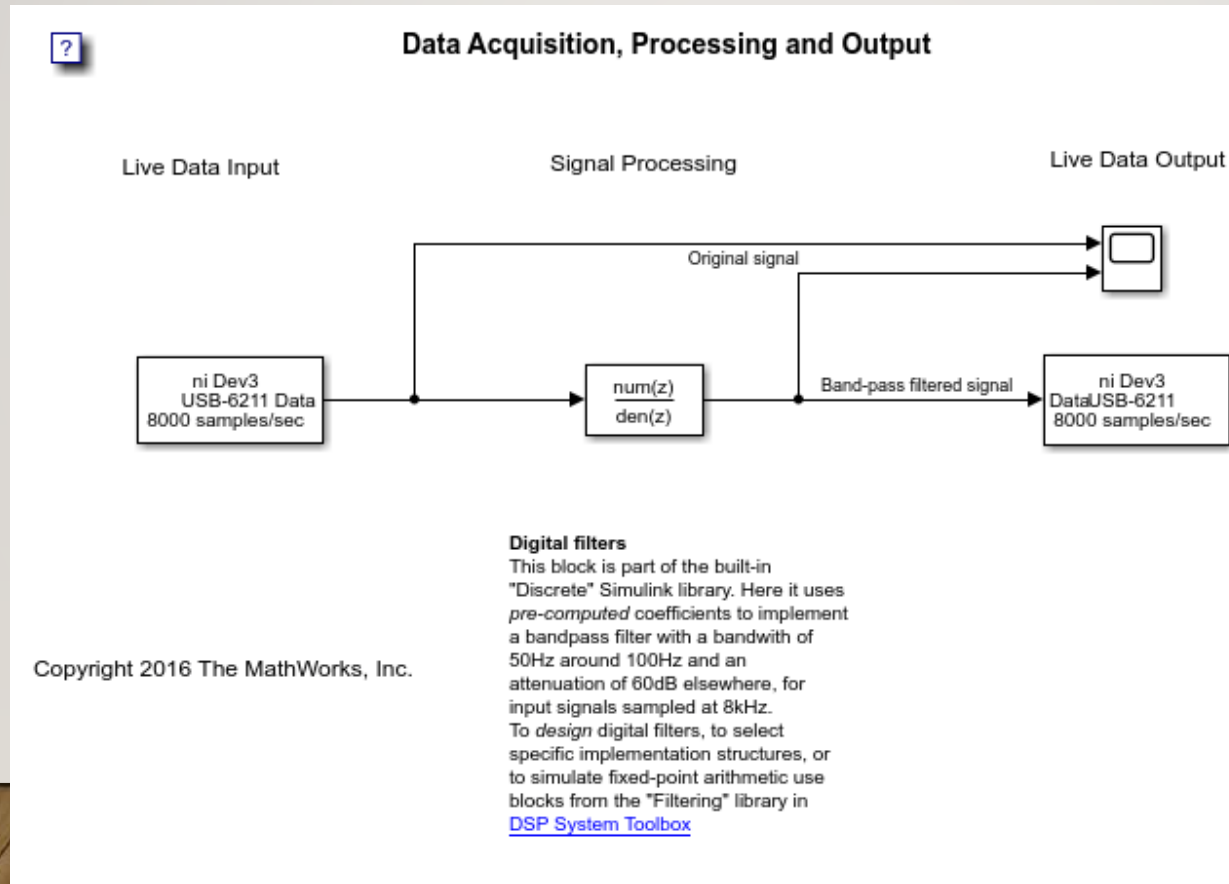 ?
Data Acquisition, Processing and Output
Live Data Input
Signal Processing
Live Data Output
Original signal
ni Dev3
USB-6211 Data
8000 samples/sec
num(z)
den(z)
Band-pass filtered signal
ni Dev3
DataUSB-6211
8000 samples/sec
Digital filters
This block is part of the built-in
"Discrete" Simulink library. Here it uses
pre-computed coefficients to implement
a bandpass filter with a bandwith of
50Hz around 100Hz and an
attenuation of 60dB elsewhere, for
input signals sampled at 8kHz.
To design digital filters, to select
specific implementation structures, or
to simulate fixed-point arithmetic use
blocks from the "Filtering" library in
DSP System Toolbox
Copyright 2016 The MathWorks, Inc.